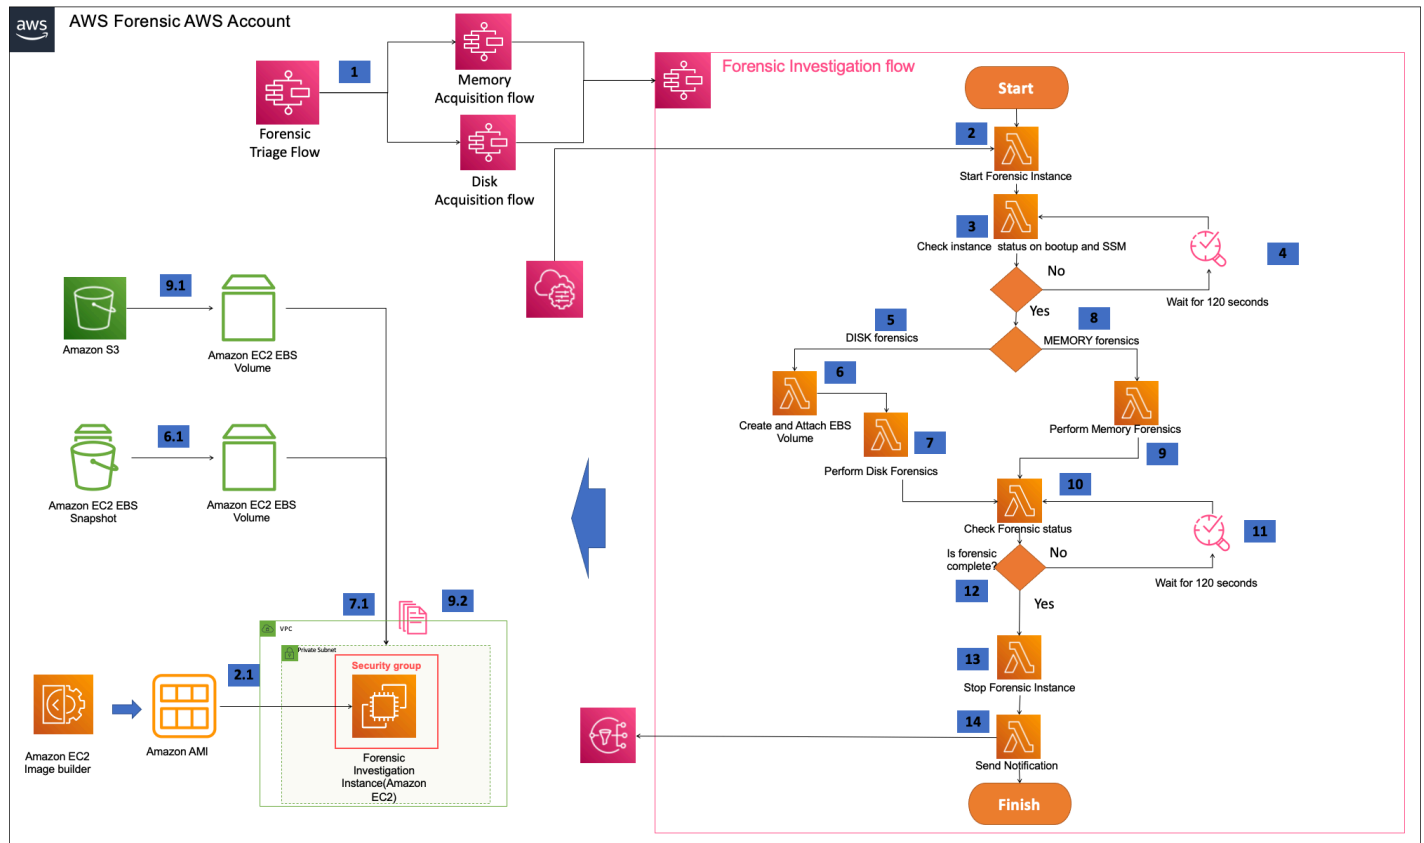 aws
AWS Forensic AWS Account
1
Forensic
Triage Flow
Memory
Acquisition flow
Disk
Acquisition flow
Forensic Investigation flow
Start
2
Start Forensic Instance
3
Check instance status on bootup and SSM
4
Wait for 120 seconds
No
Yes
5
DISK forensics
8
MEMORY forensics
6
Create and Attach EBS
Volume
7
Perform Disk Forensics
Perform Memory Forensics
9
10
Check Forensic status
11
Wait for 120 seconds
Is forensic
complete?
No
12
Yes
13
Stop Forensic Instance
14
Send Notification
Finish
9.1
Amazon S3
Amazon EC2 EBS
Volume
6.1
Amazon EC2 EBS
Snapshot
Amazon EC2 EBS
Volume
7.1
9.2
VPC
Private Subnet
Security group
2.1
Amazon EC2
Image builder
Amazon AMI
Forensic
Investigation
Instance(Amazon
EC2)